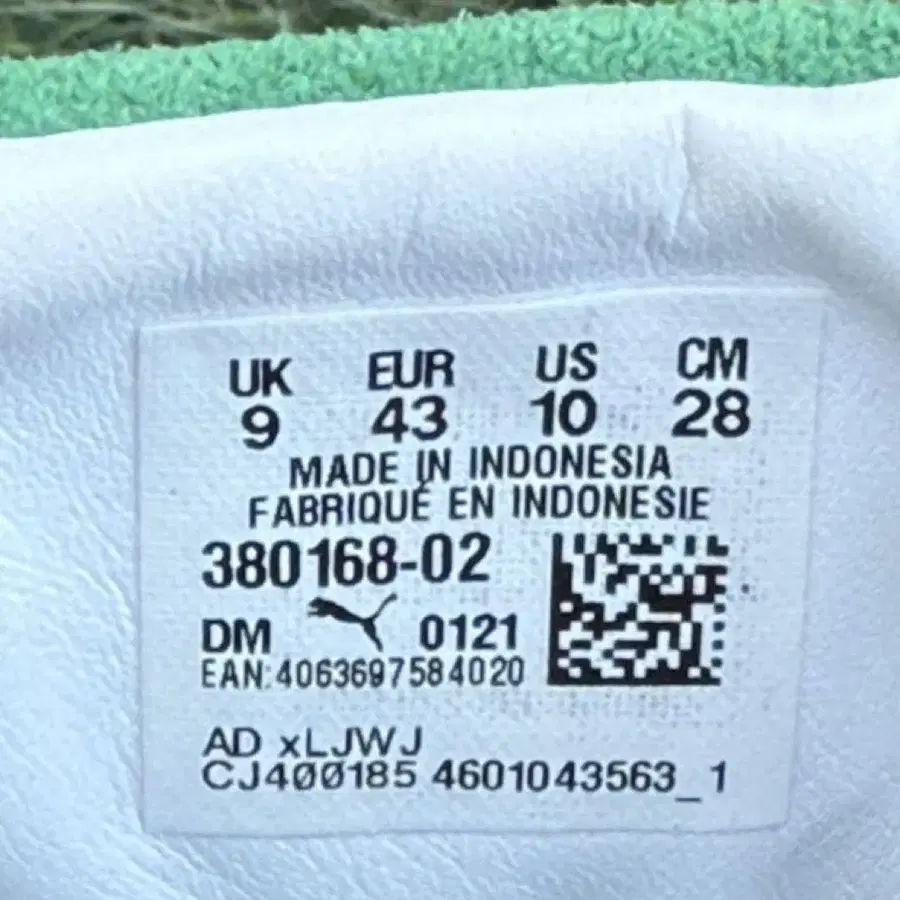 UK EUR US CM
9 43 10 28
MADE IN INDONESIA
FABRIQUÉ EN INDONESIE
380168-02
DM 0121
EAN:4063697584020
AD xLJWJ
CJ400185 4601043563_1